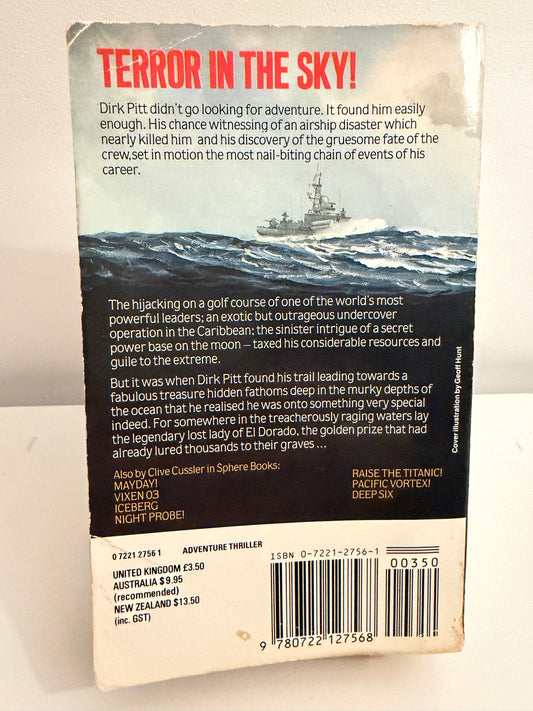 TERROR IN THE SKY!
Dirk Pitt didn't go looking for adventure. It found him easily
enough. His chance witnessing of an airship disaster which
nearly killed him and his discovery of the gruesome fate of the
crew,set in motion the most nail-biting chain of events of his
career.
The hijacking on a golf course of one of the world's most
powerful leaders; an exotic but outrageous undercover
operation in the Caribbean; the sinister intrigue of a secret
power base on the moon – taxed his considerable resources and
guile to the extreme.
But it was when Dirk Pitt found his trail leading towards a
fabulous treasure hidden fathoms deep in the murky depths of
the ocean that he realised he was onto something very special
indeed. For somewhere in the treacherously raging waters lay
the legendary lost lady of El Dorado, the golden prize that had
already lured thousands to their graves ...
Cover illustration by Geoff Hunt
Also by Clive Cussler in Sphere Books:
MAYDAY!
VIXEN 03
ICEBERG
NIGHT PROBE!
RAISE THE TITANIC!
PACIFIC VORTEX!
DEEP SIX
0 7221 2756 1 ADVENTURE THRILLER
UNITED KINGDOM £3.50
AUSTRALIA $9.95
(recommended)
NEW ZEALAND $13.50
(inc. GST)
ISBN 0-7221-2756-1
00350
9 780722 127568